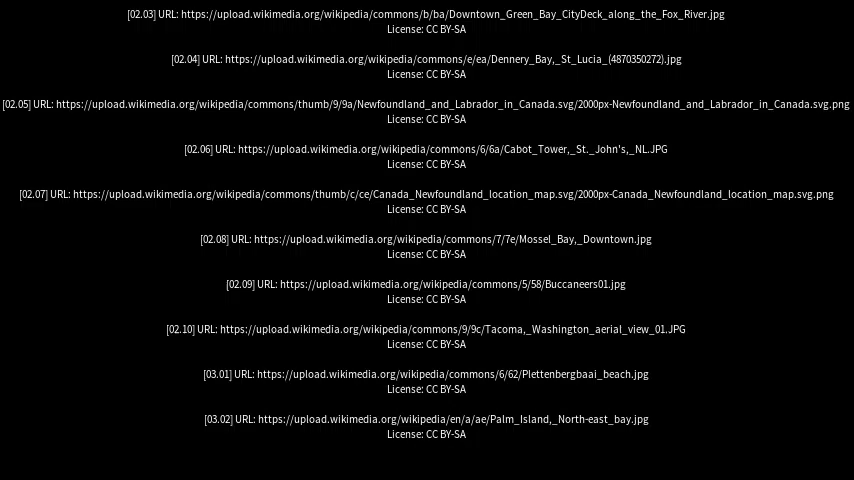 [02.03] URL: https://upload.wikimedia.org/wikipedia/commons/b/ba/Downtown_Green_Bay_CityDeck_along_the_Fox_River.jpg
License: CC BY-SA
[02.04] URL: https://upload.wikimedia.org/wikipedia/commons/e/ea/Dennery_Bay,_St_Lucia_(4870350272).jpg
License: CC BY-SA
[02.05] URL: https://upload.wikimedia.org/wikipedia/commons/thumb/9/9a/Newfoundland_and_Labrador_in_Canada.svg/2000px-Newfoundland_and_Labrador_in_Canada.svg.png
License: CC BY-SA
[02.06] URL: https://upload.wikimedia.org/wikipedia/commons/6/6a/Cabot_Tower,_St._John's,_NL.JPG
License: CC BY-SA
[02.07] URL: https://upload.wikimedia.org/wikipedia/commons/thumb/c/ce/Canada_Newfoundland_location_map.svg/2000px-Canada_Newfoundland_location_map.svg.png
License: CC BY-SA
[02.08] URL: https://upload.wikimedia.org/wikipedia/commons/7/7e/Mossel_Bay,_Downtown.jpg
License: CC BY-SA
[02.09] URL: https://upload.wikimedia.org/wikipedia/commons/5/58/Buccaneers01.jpg
License: CC BY-SA
[02.10] URL: https://upload.wikimedia.org/wikipedia/commons/9/9c/Tacoma,_Washington_aerial_view_01.JPG
License: CC BY-SA
[03.01] URL: https://upload.wikimedia.org/wikipedia/commons/6/62/Plettenbergbaai_beach.jpg
License: CC BY-SA
[03.02] URL: https://upload.wikimedia.org/wikipedia/en/a/ae/Palm_Island,_North-east_bay.jpg
License: CC BY-SA